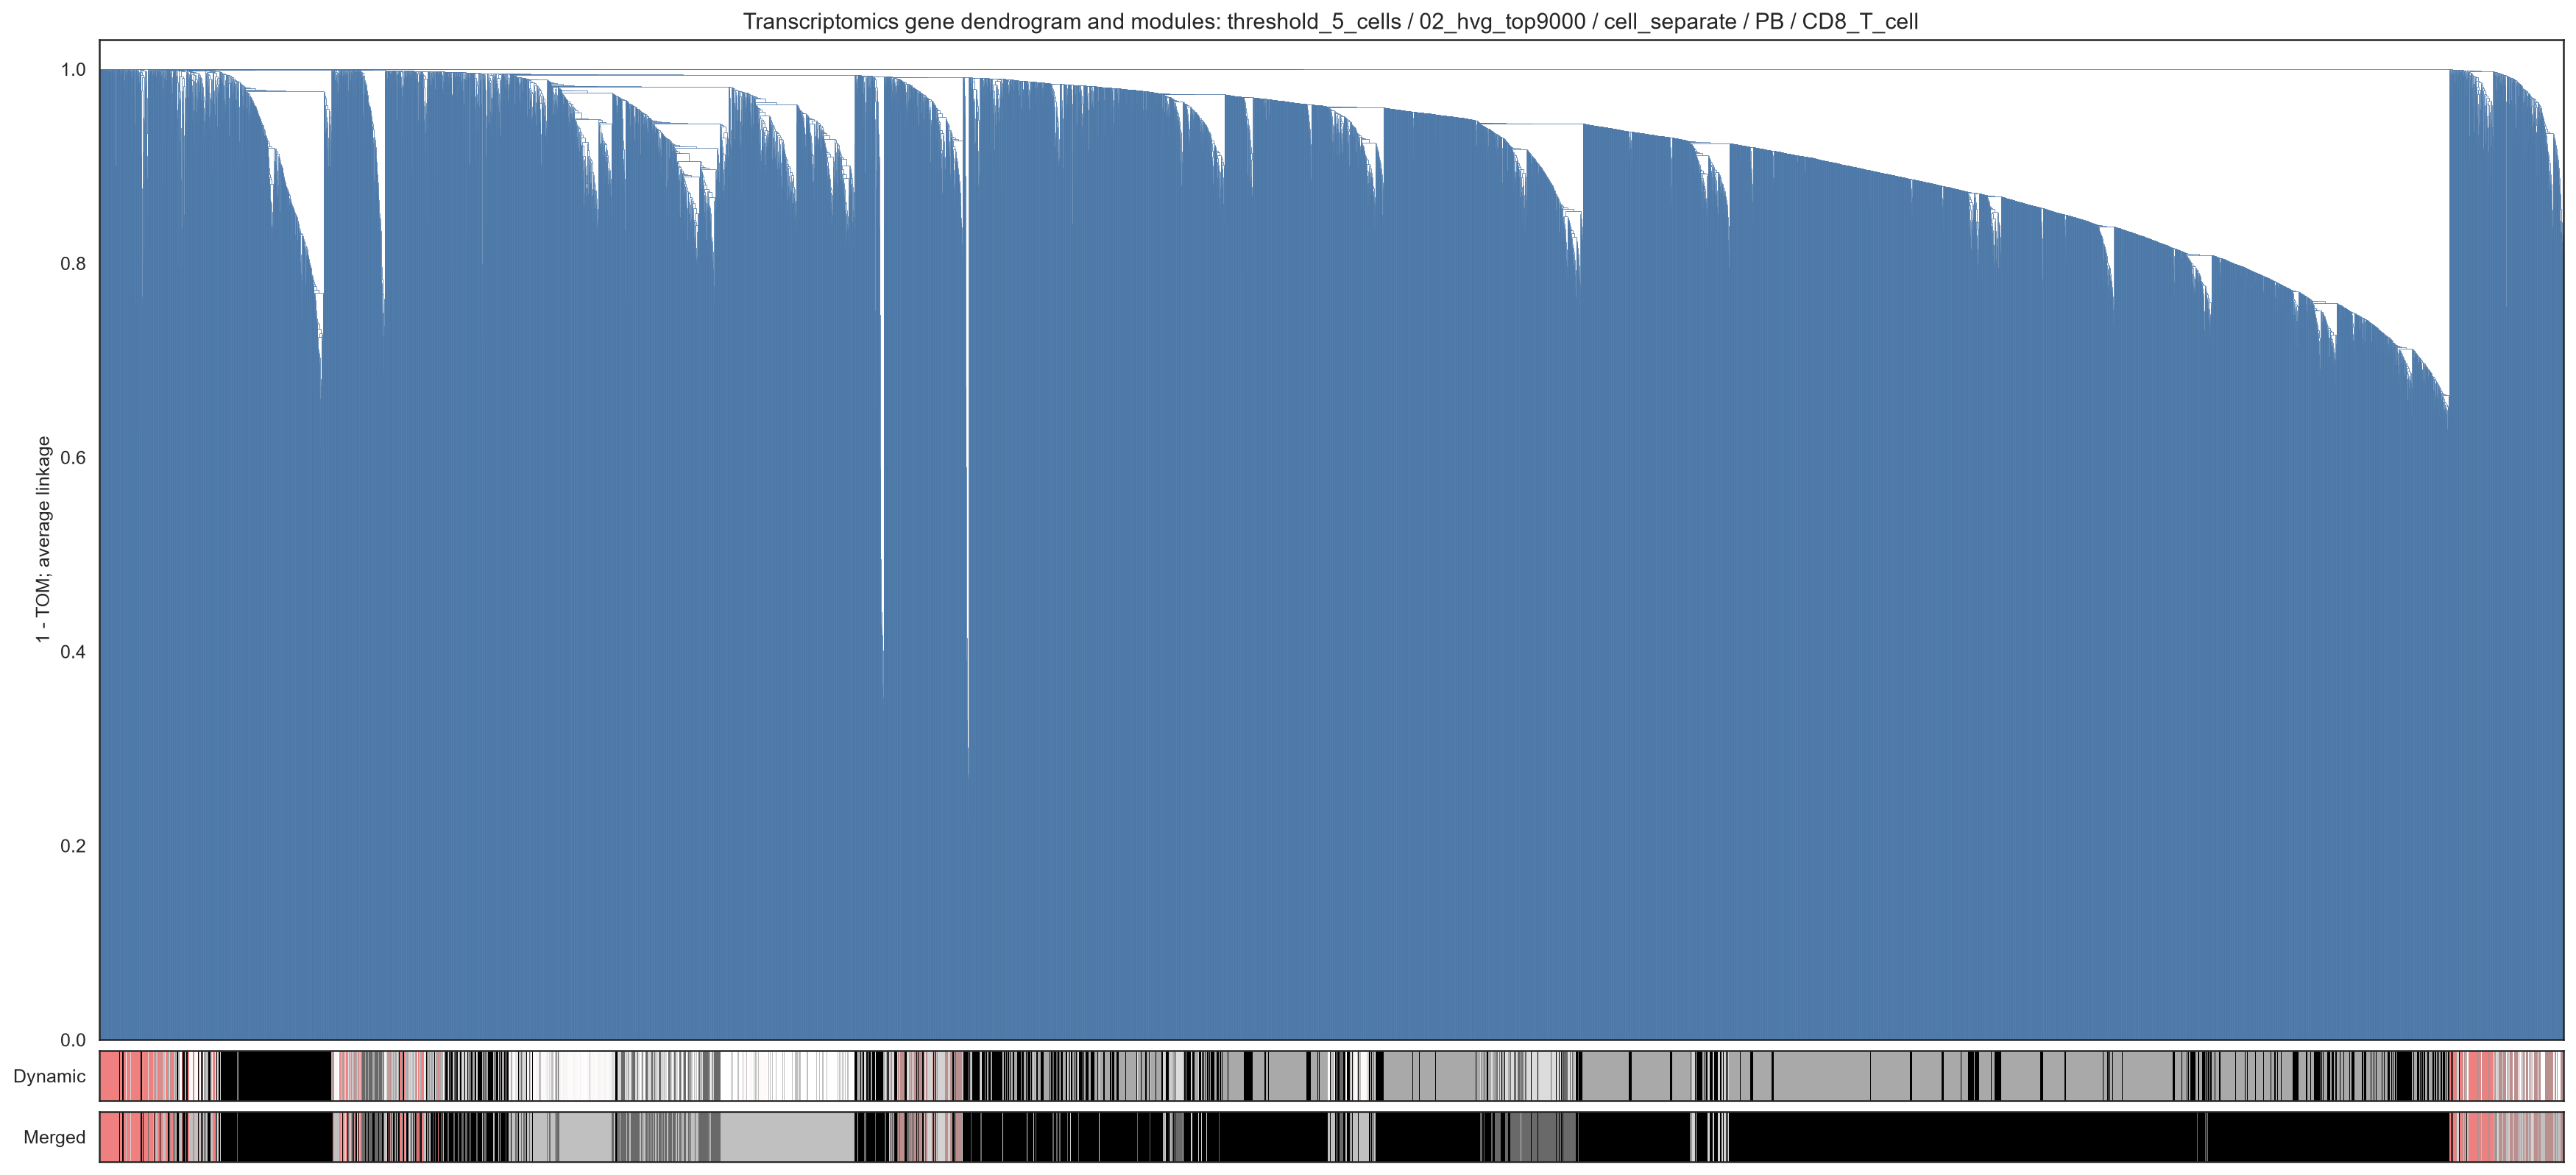 Transcriptomics gene dendrogram and modules: threshold_5_cells / 02_hvg_top9000 / cell_separate / PB / CD8_T_cell
1.0
0.8
0.6
0.4
0.2
0.0
1 - TOM; average linkage
Dynamic
Merged